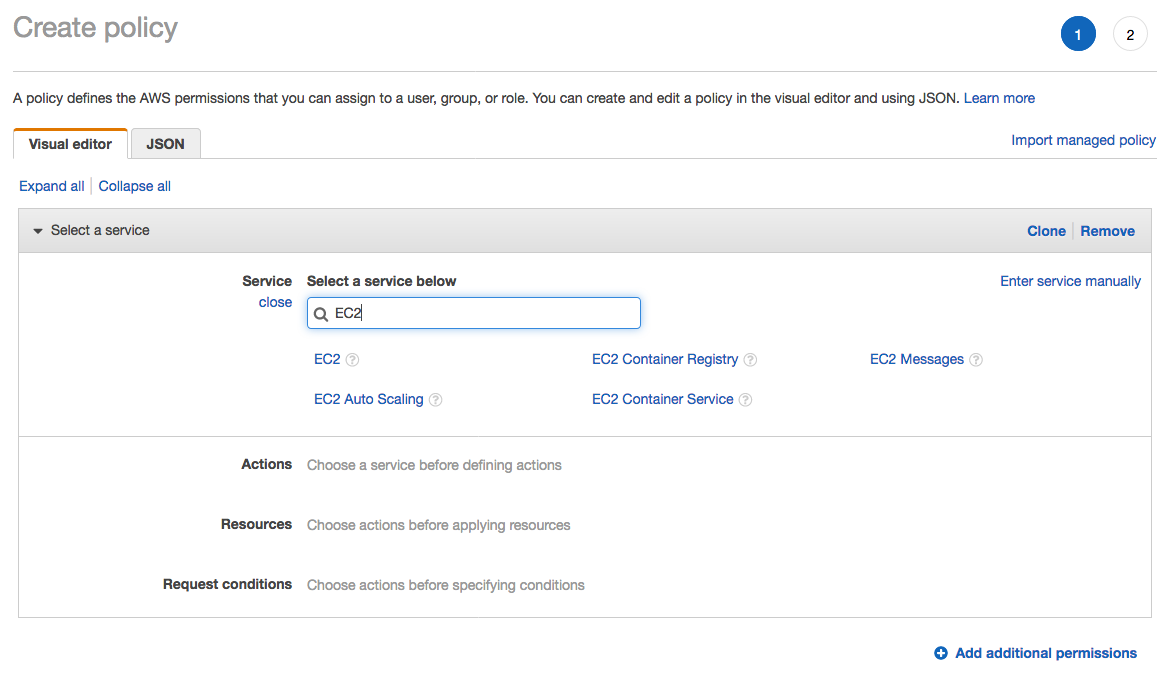 Create policy
1
2
A policy defines the AWS permissions that you can assign to a user, group, or role. You can create and edit a policy in the visual editor and using JSON. Learn more
Visual editor
JSON
Import managed policy
Expand all
Collapse all
Select a service
Clone
Remove
Service
Select a service below
Enter service manually
close
EC2
EC2 ?
EC2 Container Registry ?
EC2 Messages ?
EC2 Auto Scaling ?
EC2 Container Service ?
Actions
Choose a service before defining actions
Resources
Choose actions before applying resources
Request conditions
Choose actions before specifying conditions
Add additional permissions